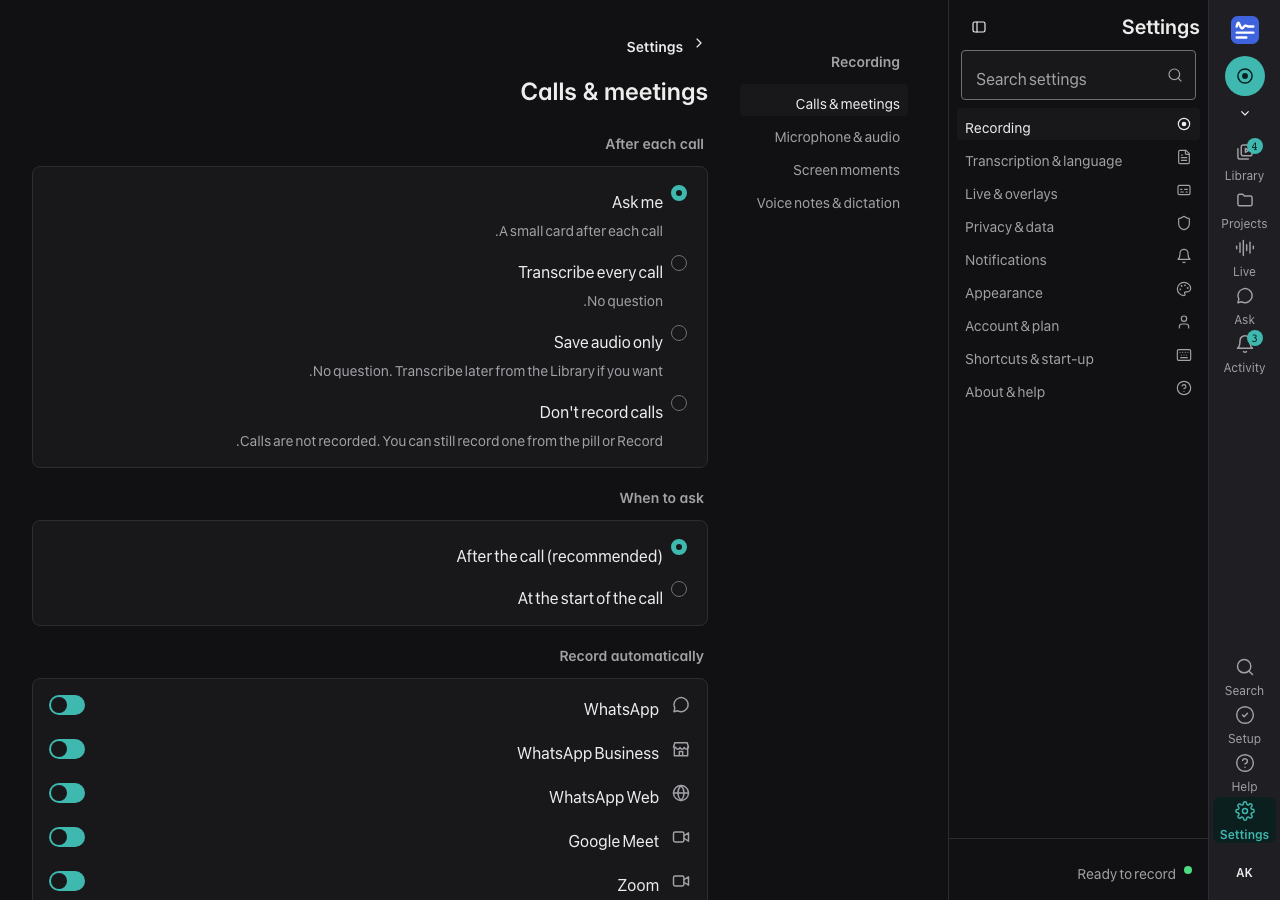 Settings
Search settings
Recording
Transcription & language
Live & overlays
Privacy & data
Notifications
Appearance
Account & plan
Shortcuts & start-up
About & help
Ready to record
4
Library
Projects
Live
Ask
3
Activity
Search
Setup
Help
Settings
AK
Recording
Calls & meetings
Microphone & audio
Screen moments
Voice notes & dictation
Settings
Calls & meetings
After each call
Ask me
.A small card after each call
Transcribe every call
.No question
Save audio only
.No question. Transcribe later from the Library if you want
Don't record calls
.Calls are not recorded. You can still record one from the pill or Record
When to ask
After the call (recommended)
At the start of the call
Record automatically
WhatsApp
WhatsApp Business
WhatsApp Web
Google Meet
Zoom